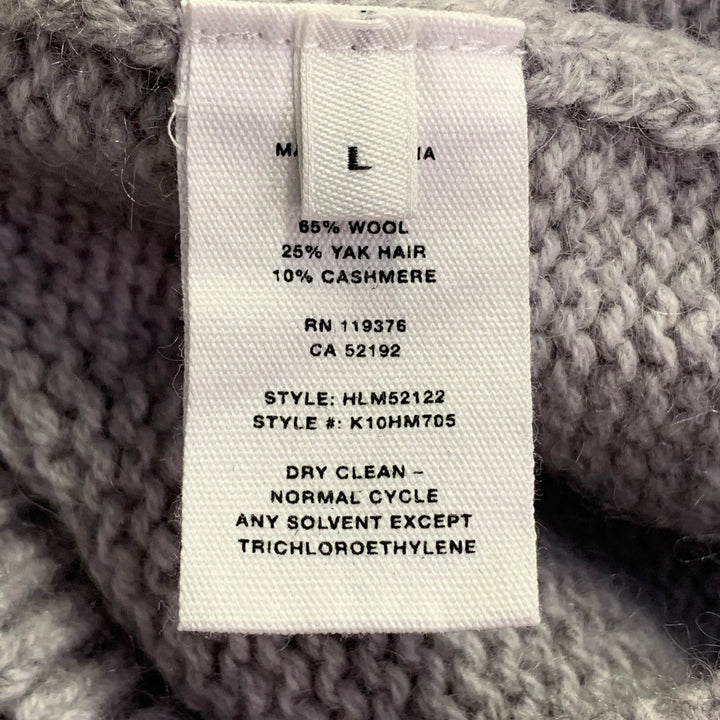 L
65% WOOL
25% YAK HAIR
10% CASHMERE
RN 119376
CA 52192
STYLE: HLM52122
STYLE #: K10HM705
DRY CLEAN –
NORMAL CYCLE
ANY SOLVENT EXCEPT
TRICHLOROETHYLENE